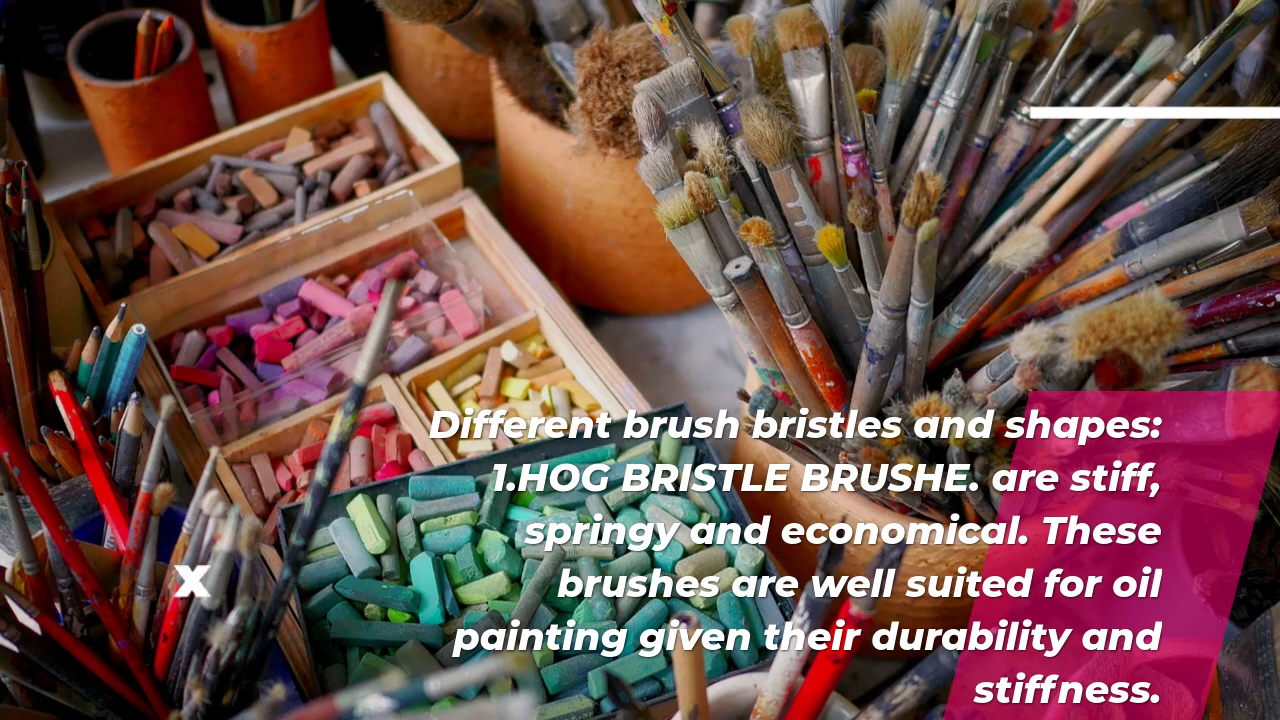 Different brush bristles and shapes:
1.HOG BRISTLE BRUSHE. are stiff,
springy and economical. These
brushes are well suited for oil
painting given their durability and
stiffness.
x